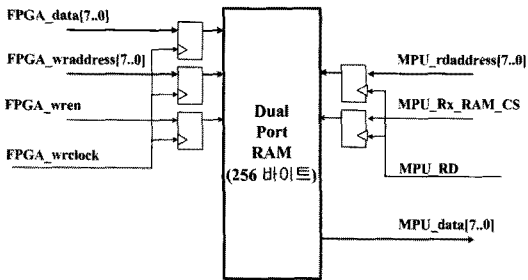 FPGA_data[7..0]
FPGA_wraddress[7..0]
FPGA_wren
FPGA_wrclock
Dual
Port
RAM
(256 바이트)
MPU_rdaddress[7..0]
MPU_Rx_RAM_CS
MPU_RD
MPU_data[7..0]